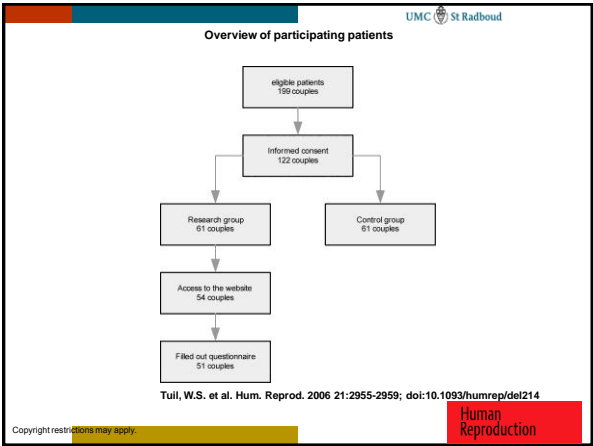 UMC St Radboud
Overview of participating patients
eligible patients
199 couples
Informed consent
122 couples
Research group
61 couples
Control group
61 couples
Access to the website
54 couples
Filled out questionnaire
51 couples
Tuil, W.S. et al. Hum. Reprod. 2006 21:2955-2959; doi:10.1093/humrep/del214
Human
Reproduction
Copyright restrictions may apply.